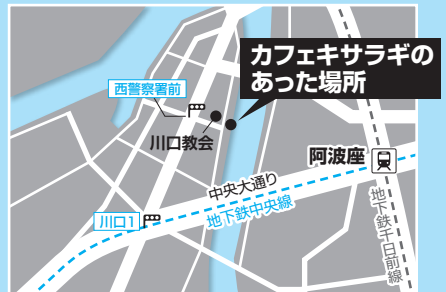 カフェキサラギの
あった場所
西警察署前
川口教会
阿波座
中央大通り
地下鉄中央線
川口1
地下鉄千日前線